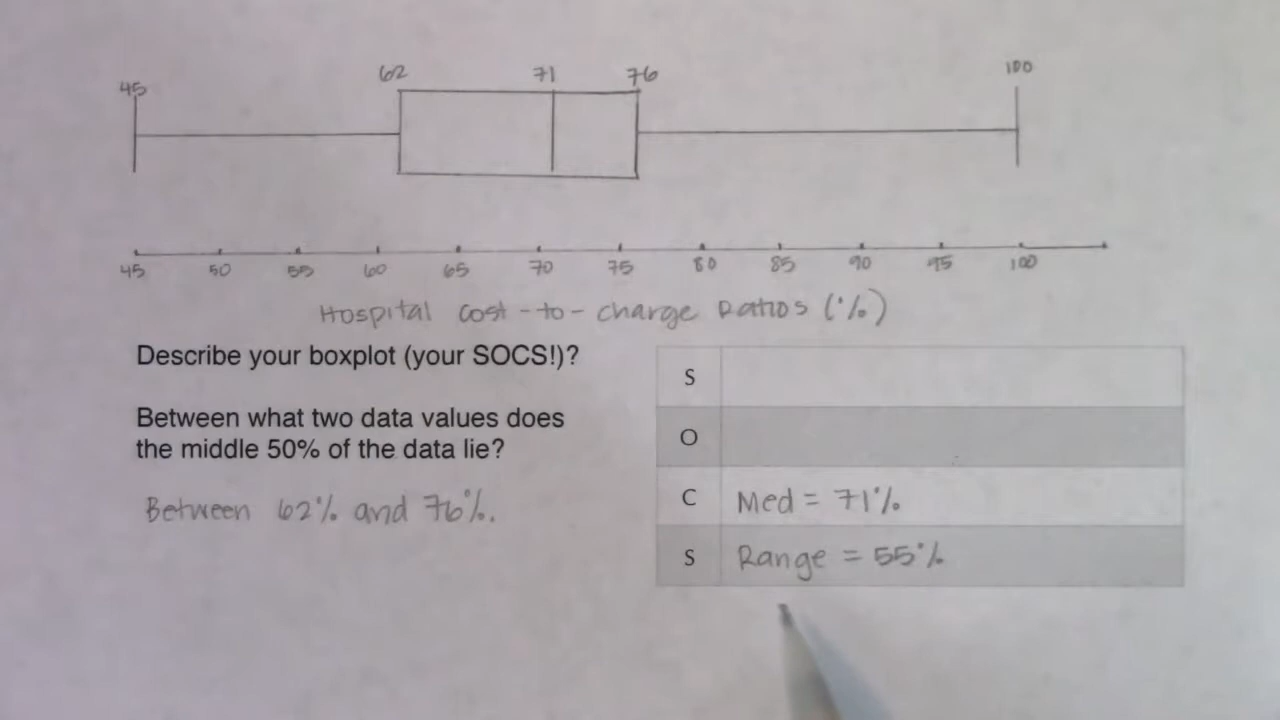 45 62 71 76 100
45 50 55 60 65 70 75 80 85 90 95 100
Hospital cost-to-charge Ratios (%)
Describe your boxplot (your SOCS!)?
Between what two data values does
the middle 50% of the data lie?
Between 62% and 76%.
S
O
C Med = 71%
S Range = 55%